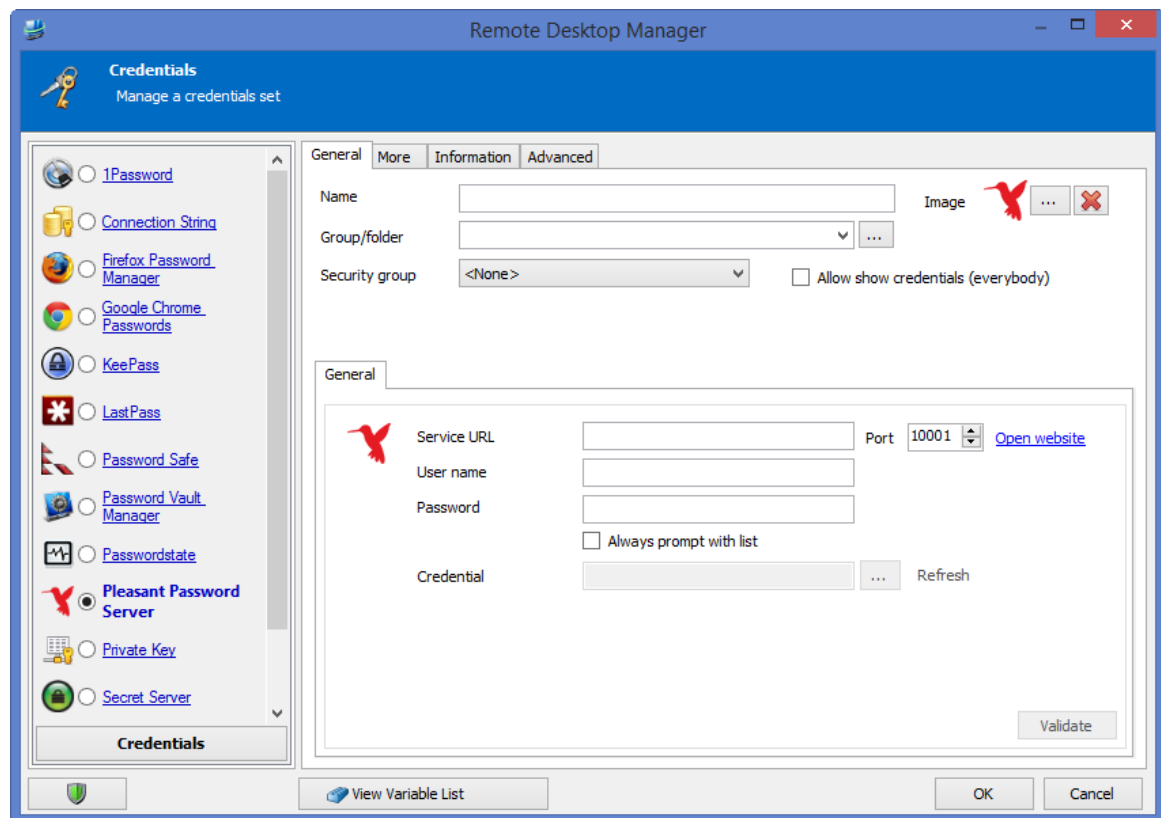 Remote Desktop Manager
Credentials
Manage a credentials set
1Password
Connection String
Firefox Password
Manager
Google Chrome
Passwords
KeePass
LastPass
Password Safe
Password Vault
Manager
Passwordstate
Pleasant Password
Server
Private Key
Secret Server
Credentials
General More Information Advanced
Name
Image ...
Group/folder ...
Security group <None> Allow show credentials (everybody)
General
Service URL Port 10001 Open website
User name
Password
Always prompt with list
Credential ... Refresh
Validate
View Variable List
OK Cancel